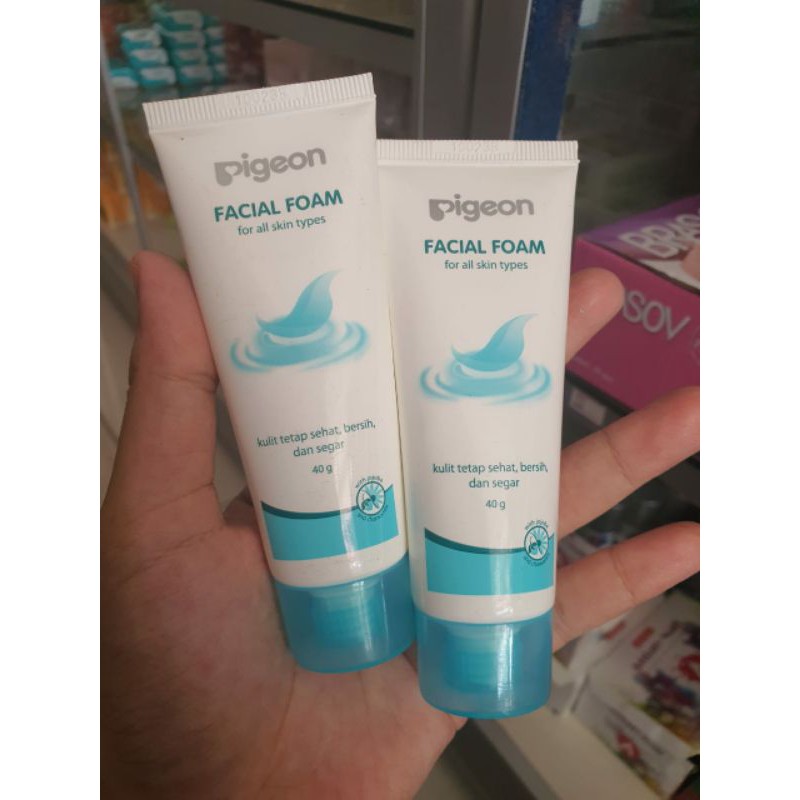 Pigeon
FACIAL FOAM
for all skin types
kulit tetap sehat, bersih,
dan segar
40 g
Pigeon
FACIAL FOAM
for all skin types
kulit tetap sehat, bersih,
dan segar
40 g
SOV